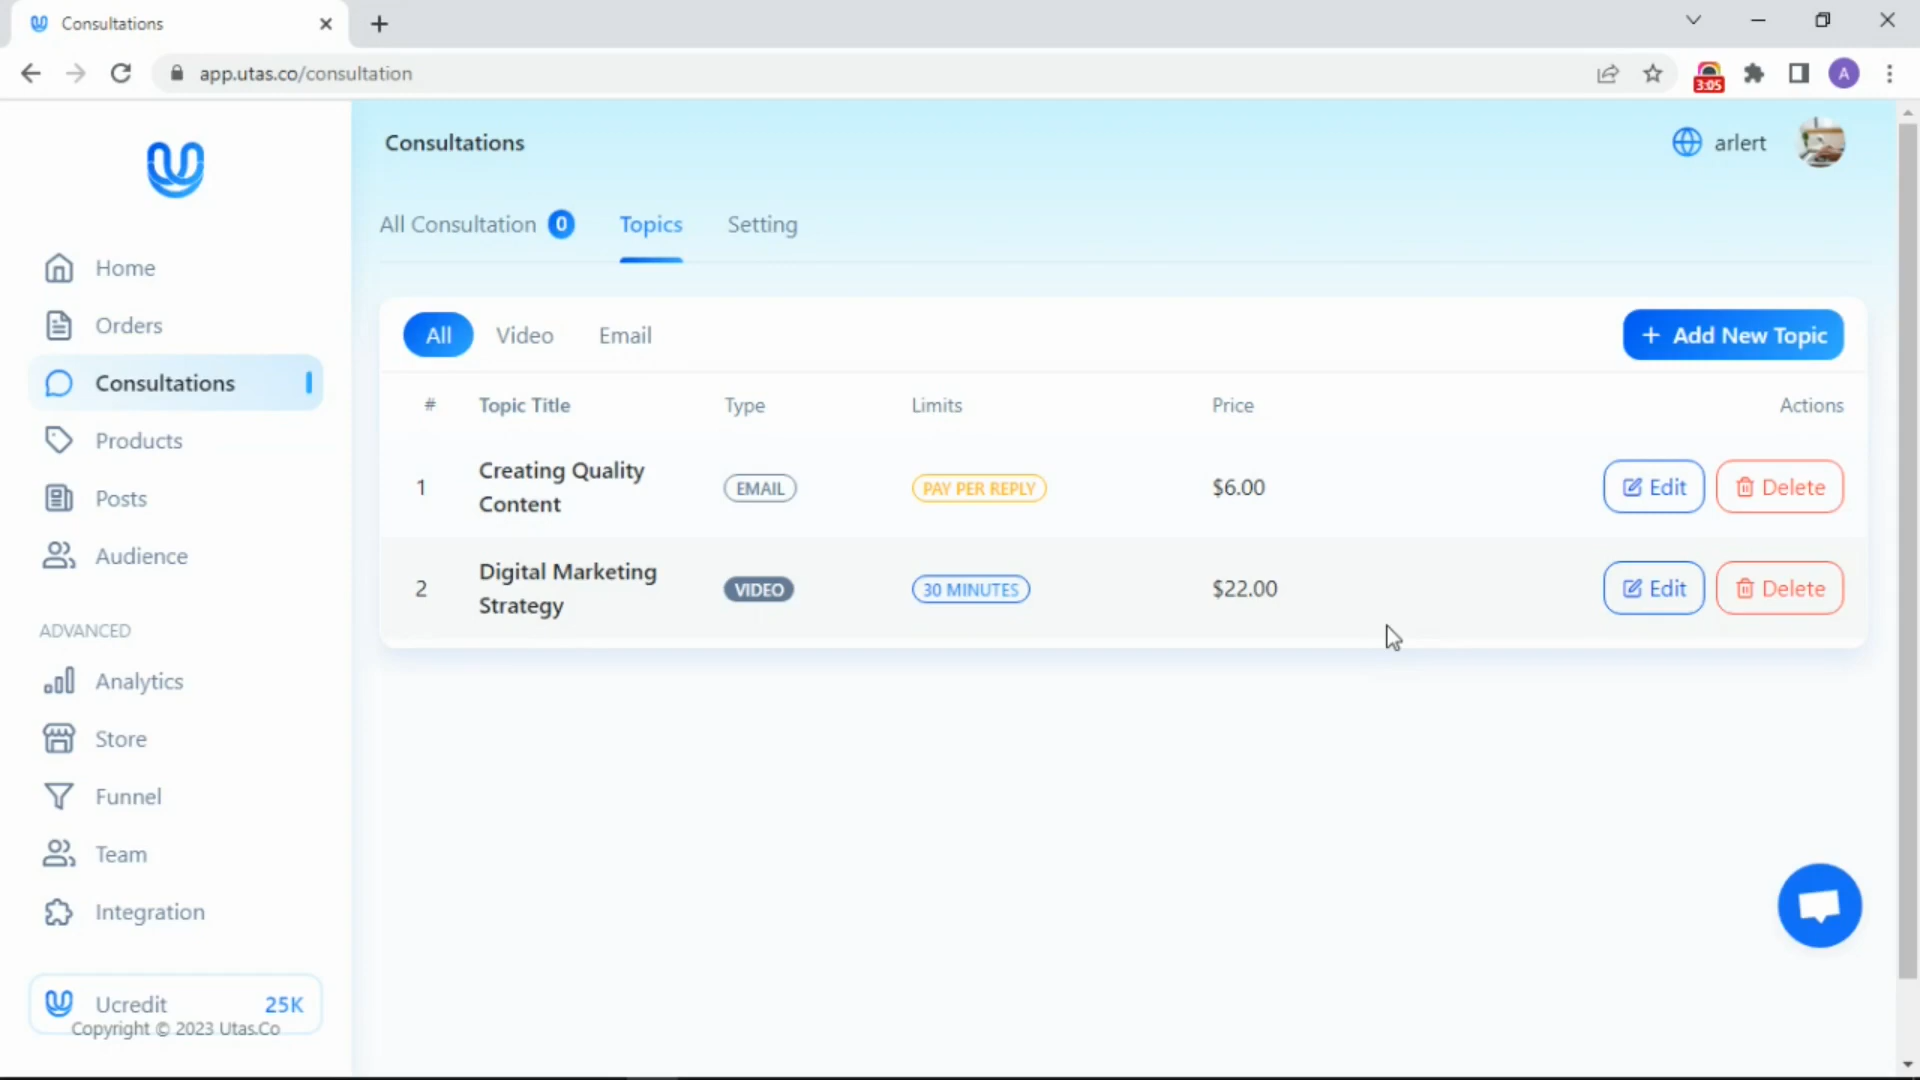 Consultations
app.utas.co/consultation
3:05
A
Consultations
arlert
All Consultation 0
Topics
Setting
Home
Orders
Consultations
Products
Posts
Audience
ADVANCED
Analytics
Store
Funnel
Team
Integration
Ucredit 25K
Copyright © 2023 Utas.Co
All Video Email
+ Add New Topic
# Topic Title Type Limits Price Actions
1 Creating Quality Content EMAIL PAY PER REPLY $6.00 Edit Delete
2 Digital Marketing Strategy VIDEO 30 MINUTES $22.00 Edit Delete